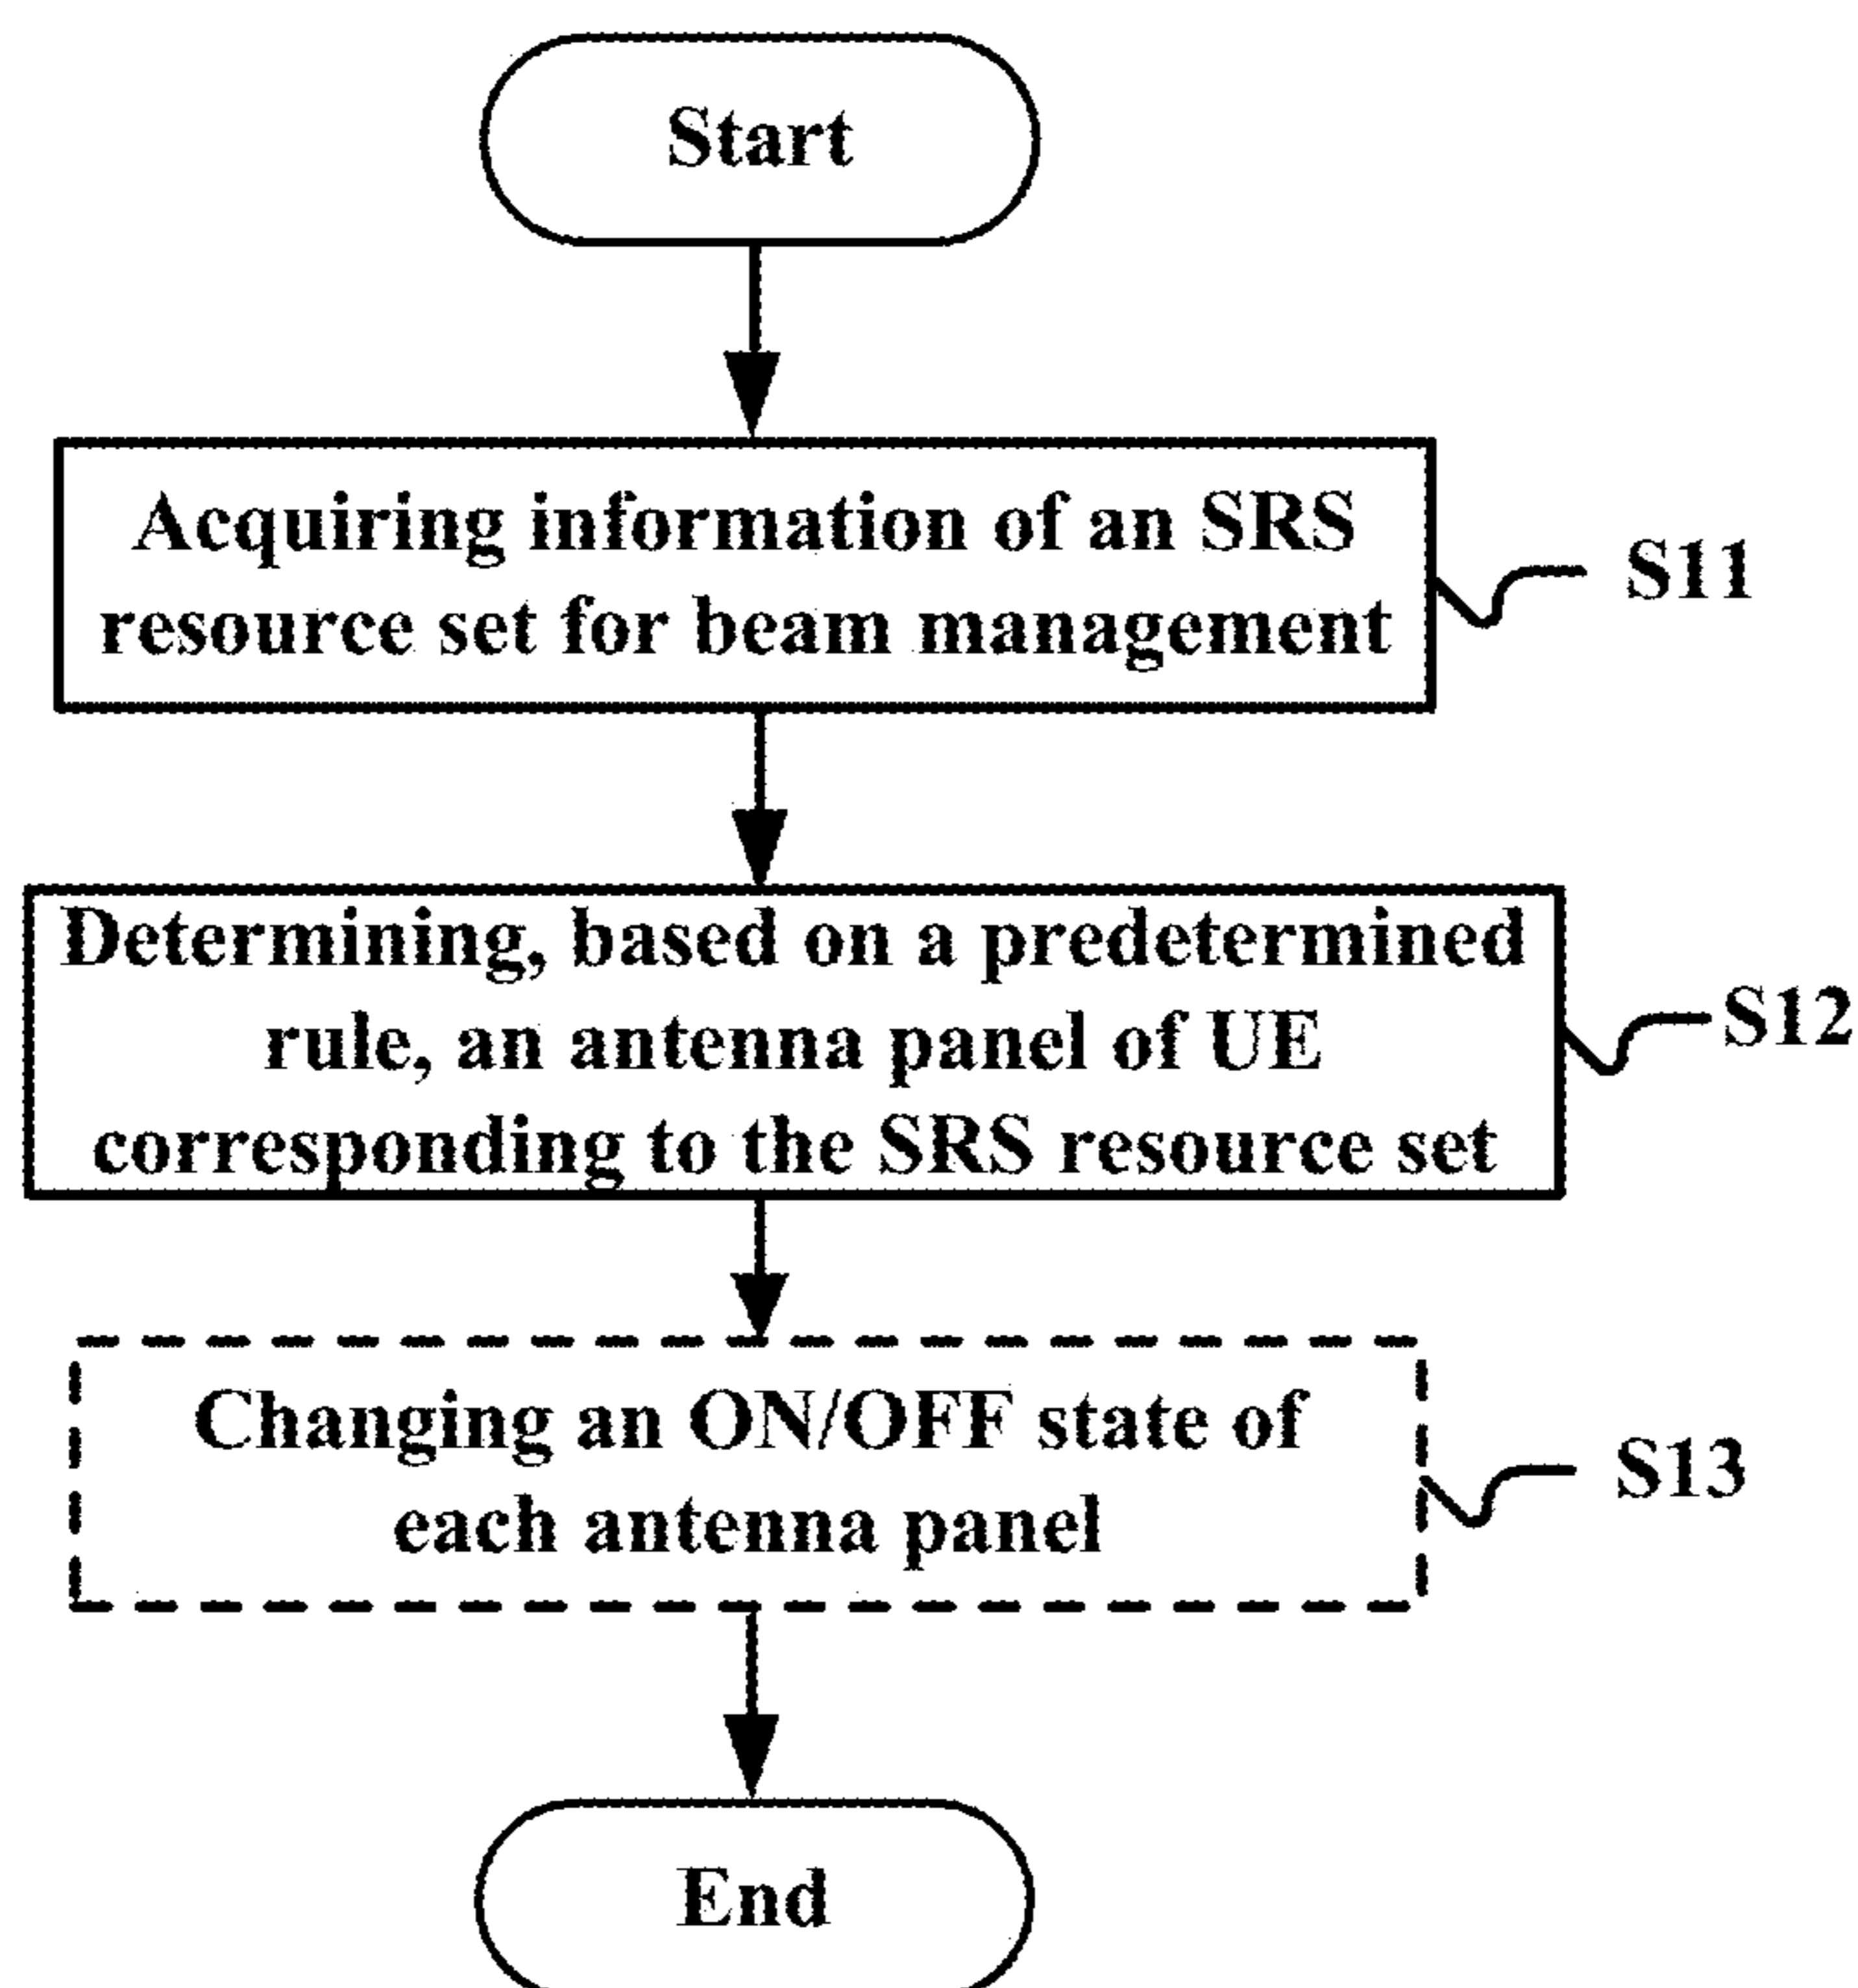 Start
Acquiring information of an SRS
resource set for beam management
S11
Determining, based on a predetermined
rule, an antenna panel of UE
corresponding to the SRS resource set
S12
Changing an ON/OFF state of
each antenna panel
S13
End